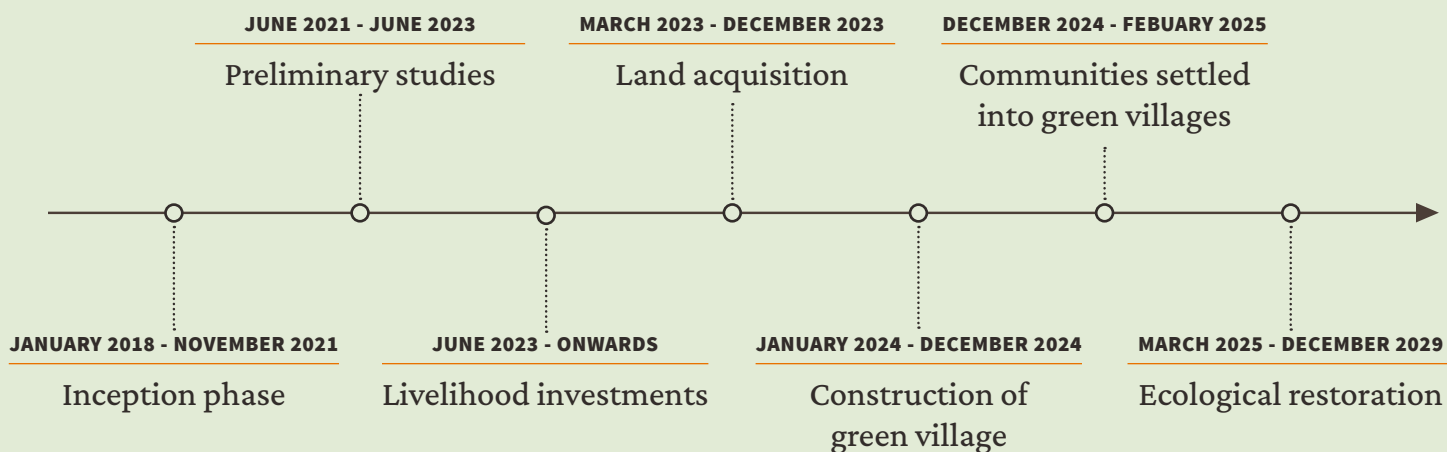 JUNE 2021 - JUNE 2023
Preliminary studies
MARCH 2023 - DECEMBER 2023
Land acquisition
DECEMBER 2024 - FEBUARY 2025
Communities settled
into green villages
JANUARY 2018 - NOVEMBER 2021
Inception phase
JUNE 2023 - ONWARDS
Livelihood investments
JANUARY 2024 - DECEMBER 2024
Construction of
green village
MARCH 2025 - DECEMBER 2029
Ecological restoration